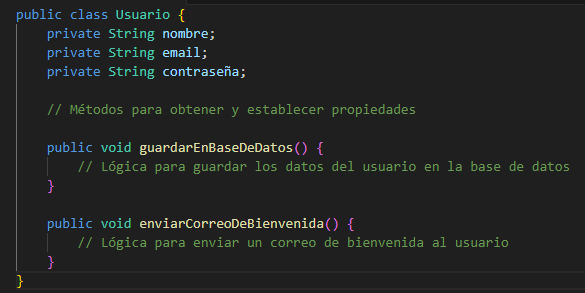 public class Usuario {
    private String nombre;
    private String email;
    private String contraseña;
    // Métodos para obtener y establecer propiedades
    public void guardarEnBaseDeDatos() {
        // Lógica para guardar los datos del usuario en la base de datos
    }
    public void enviarCorreoDeBienvenida() {
        // Lógica para enviar un correo de bienvenida al usuario
    }
}